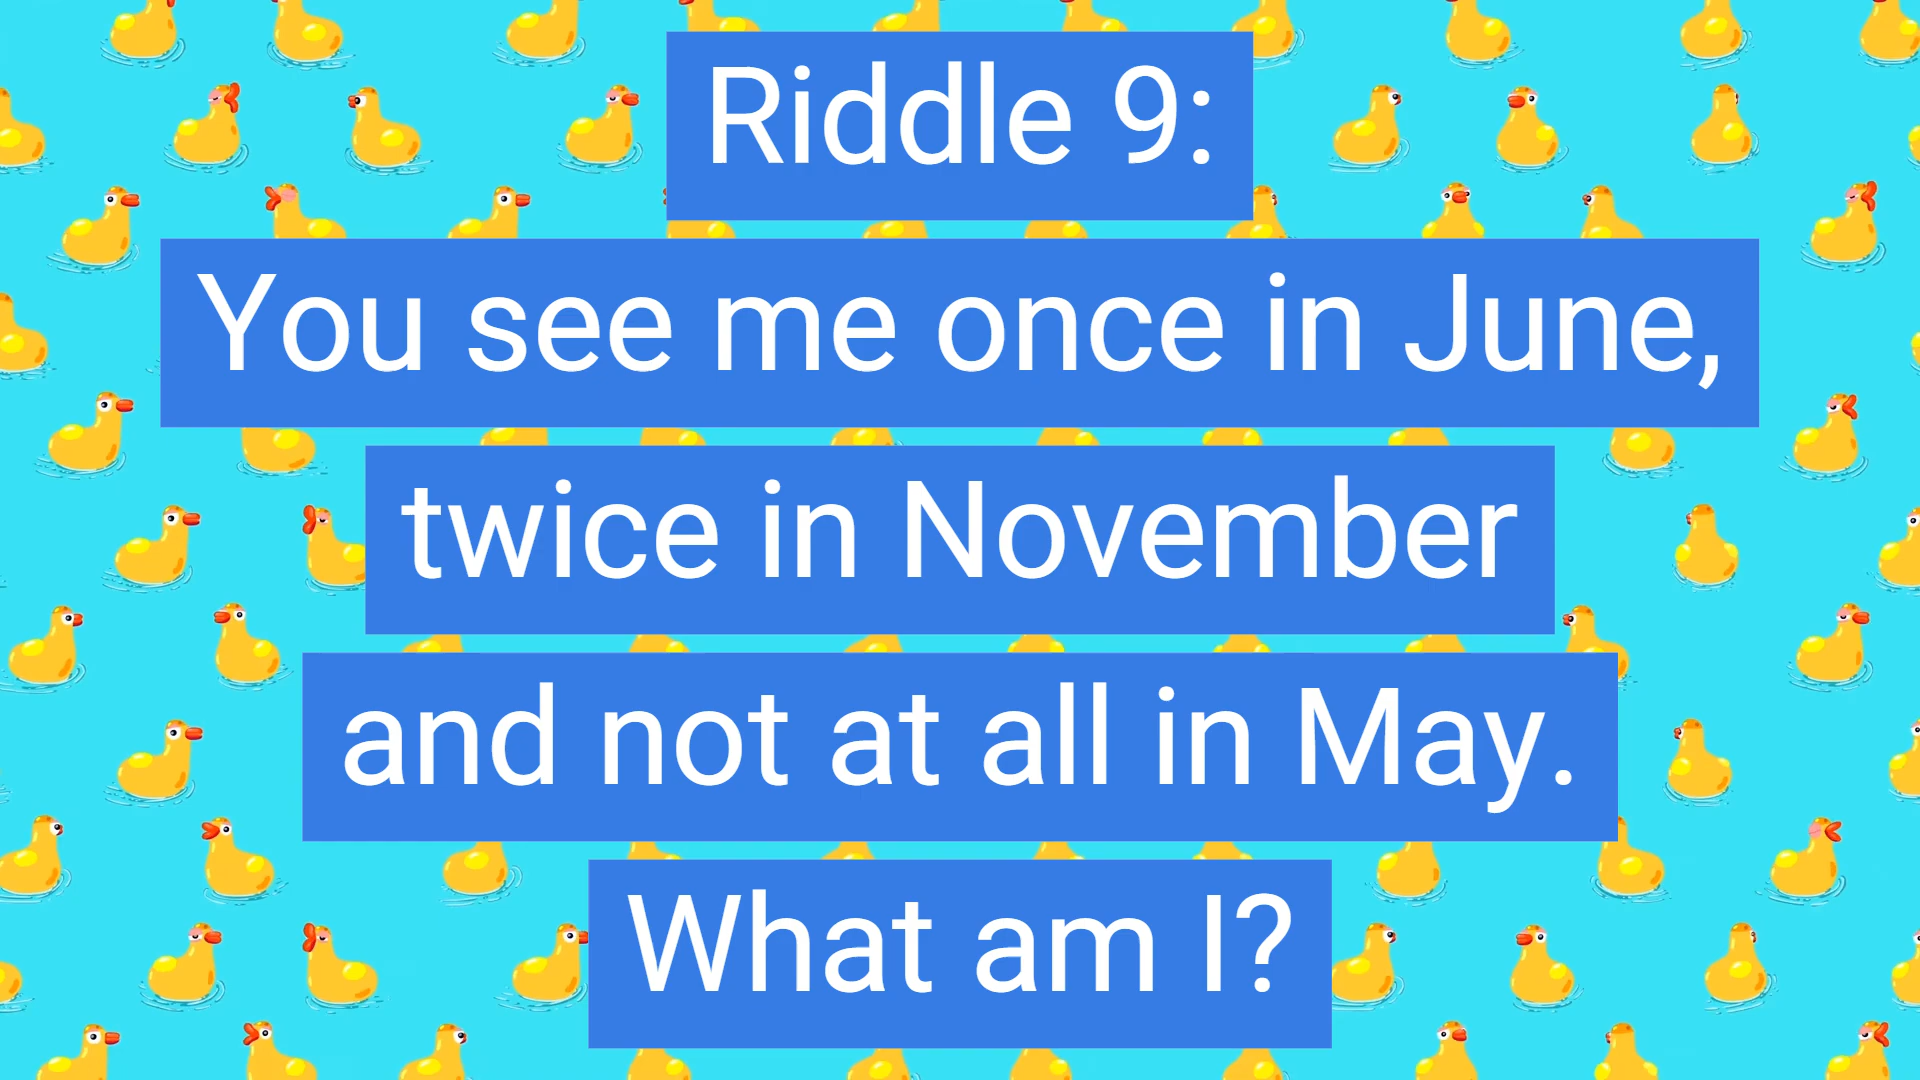 Riddle 9:
You see me once in June,
twice in November
and not at all in May.
What am I?